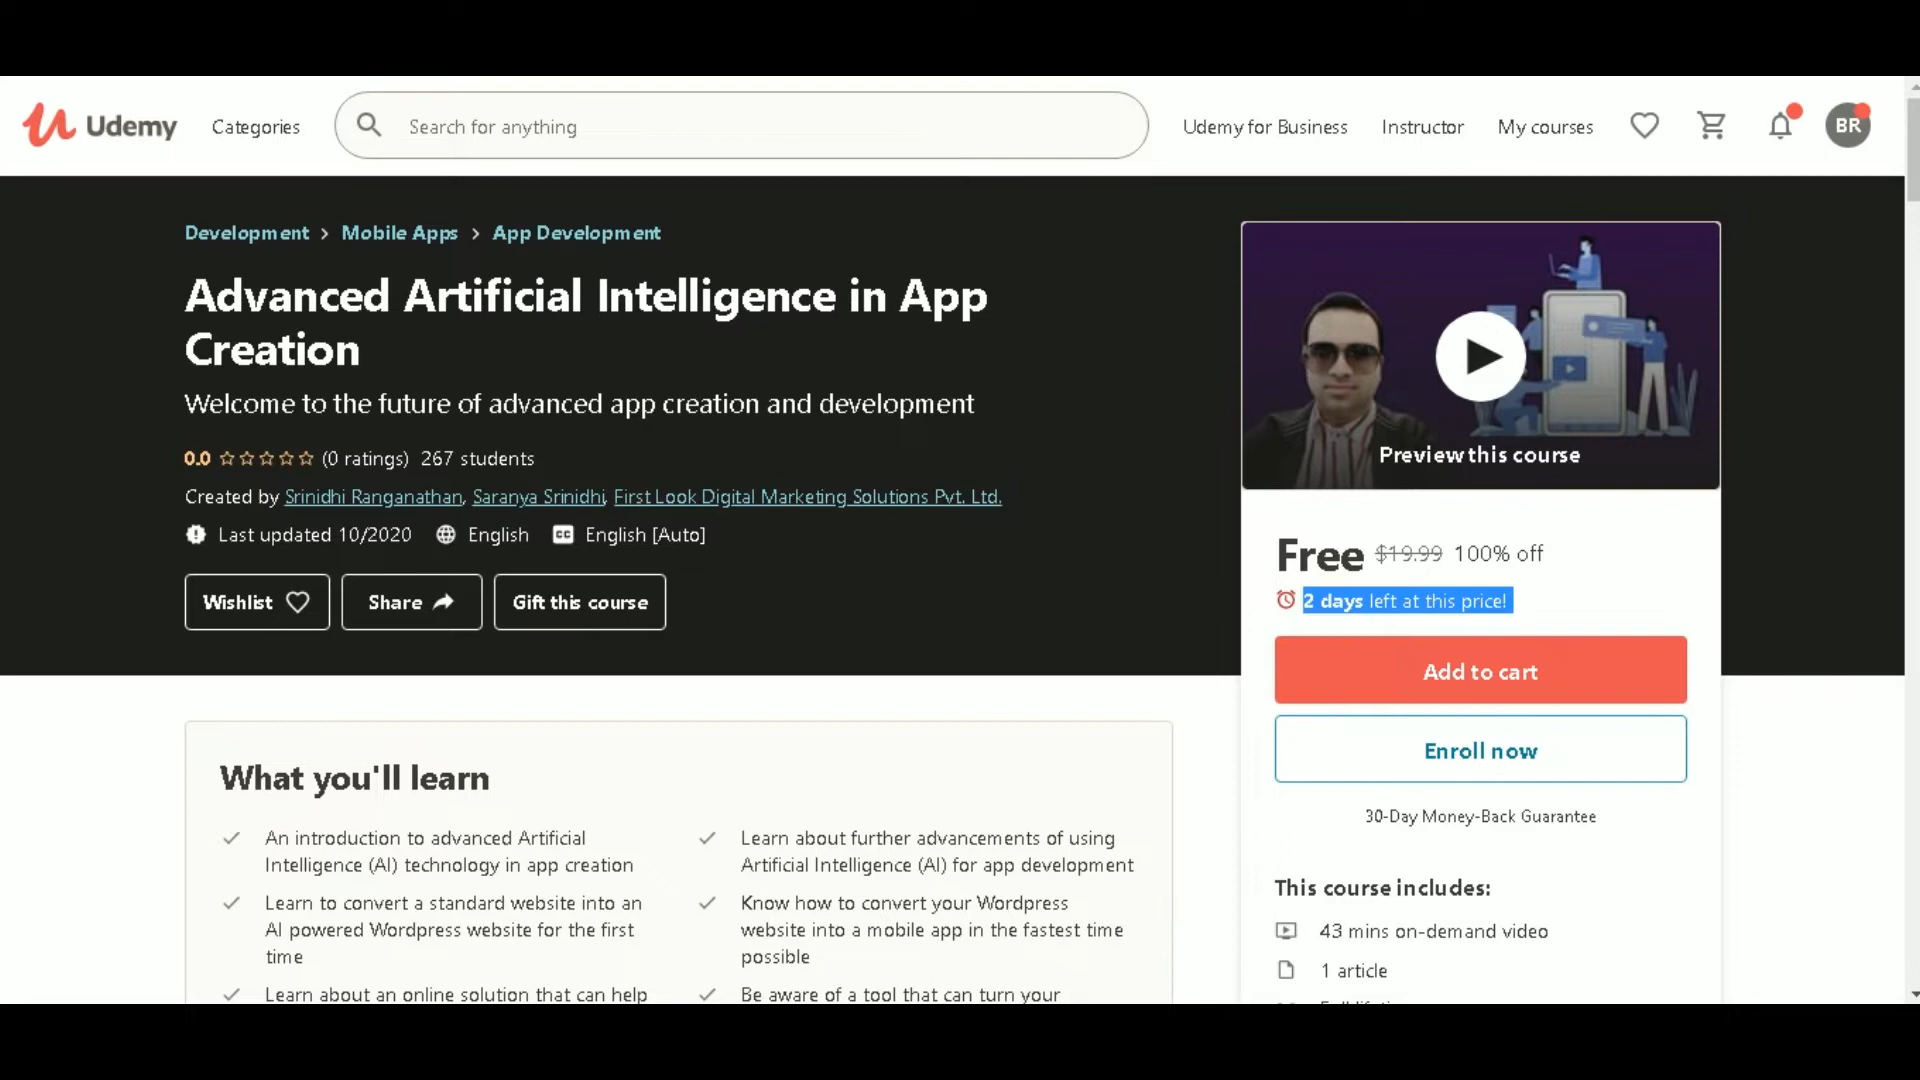 Udemy
Categories
Search for anything
Udemy for Business
Instructor
My courses
BR
Development > Mobile Apps > App Development
Advanced Artificial Intelligence in App
Creation
Welcome to the future of advanced app creation and development
0.0 (0 ratings) 267 students
Created by Srinidhi Ranganathan, Saranya Srinidhi, First Look Digital Marketing Solutions Pvt. Ltd.
Last updated 10/2020 English CC English [Auto]
Wishlist
Share
Gift this course
Preview this course
Free $19.99 100% off
2 days left at this price!
Add to cart
Enroll now
30-Day Money-Back Guarantee
This course includes:
43 mins on-demand video
1 article
What you'll learn
An introduction to advanced Artificial
Intelligence (AI) technology in app creation
Learn to convert a standard website into an
AI powered Wordpress website for the first
time
Learn about an online solution that can help
Learn about further advancements of using
Artificial Intelligence (AI) for app development
Know how to convert your Wordpress
website into a mobile app in the fastest time
possible
Be aware of a tool that can turn your